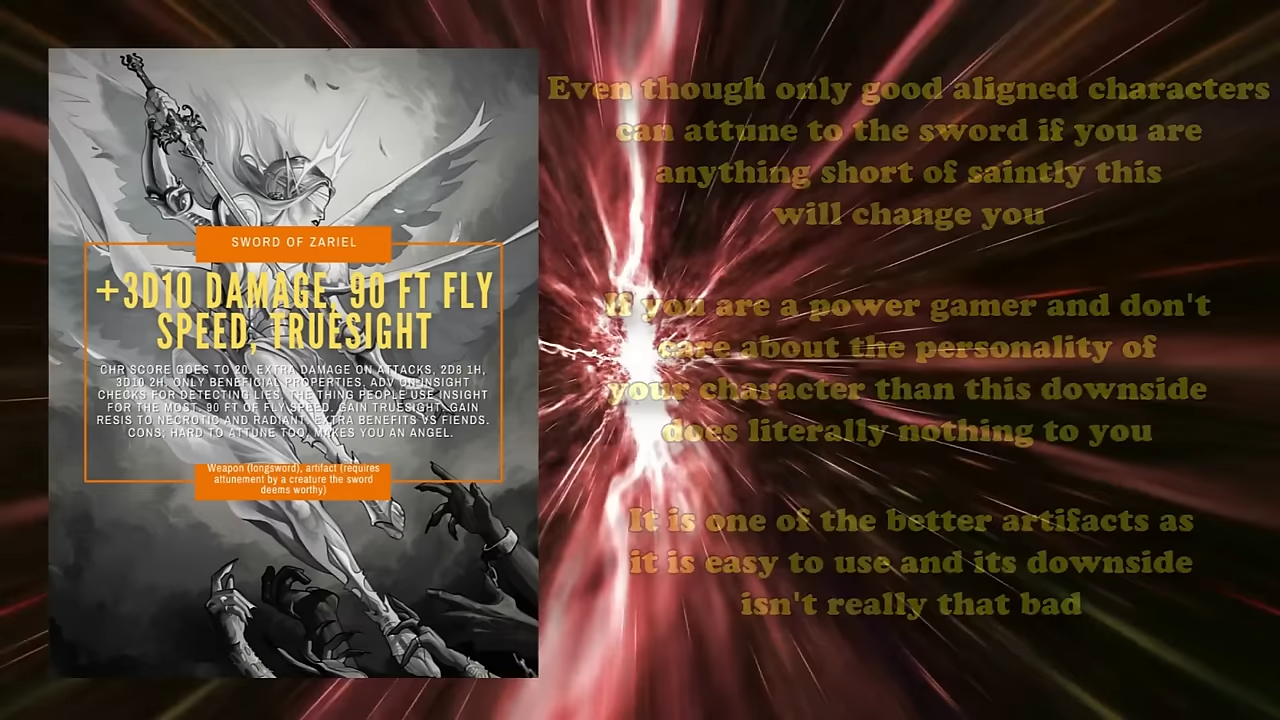 SWORD OF ZARIEL
+3D10 DAMAGE, 90 FT FLY
SPEED, TRUESIGHT
CHR SCORE GOES TO 20, EXTRA DAMAGE ON ATTACKS, 2D8 1H,
3D10 2H, ONLY BENEFICIAL PROPERTIES, ADV ON INSIGHT
CHECKS FOR DETECTING LIES, THE THING PEOPLE USE INSIGHT
FOR THE MOST, 90 FT OF FLY SPEED. GAIN TRUESIGHT. GAIN
RESIS TO NECROTIC AND RADIANT, EXTRA BENEFITS VS FIENDS.
CONS; HARD TO ATTUNE TOO, MAKES YOU AN ANGEL.
Weapon (longsword), artifact (requires
attunement by a creature the sword
deems worthy)
Even though only good aligned characters
can attune to the sword if you are
anything short of saintly this
will change you
If you are a power gamer and don't
care about the personality of
your character than this downside
does literally nothing to you
It is one of the better artifacts as
it is easy to use and its downside
isn't really that bad